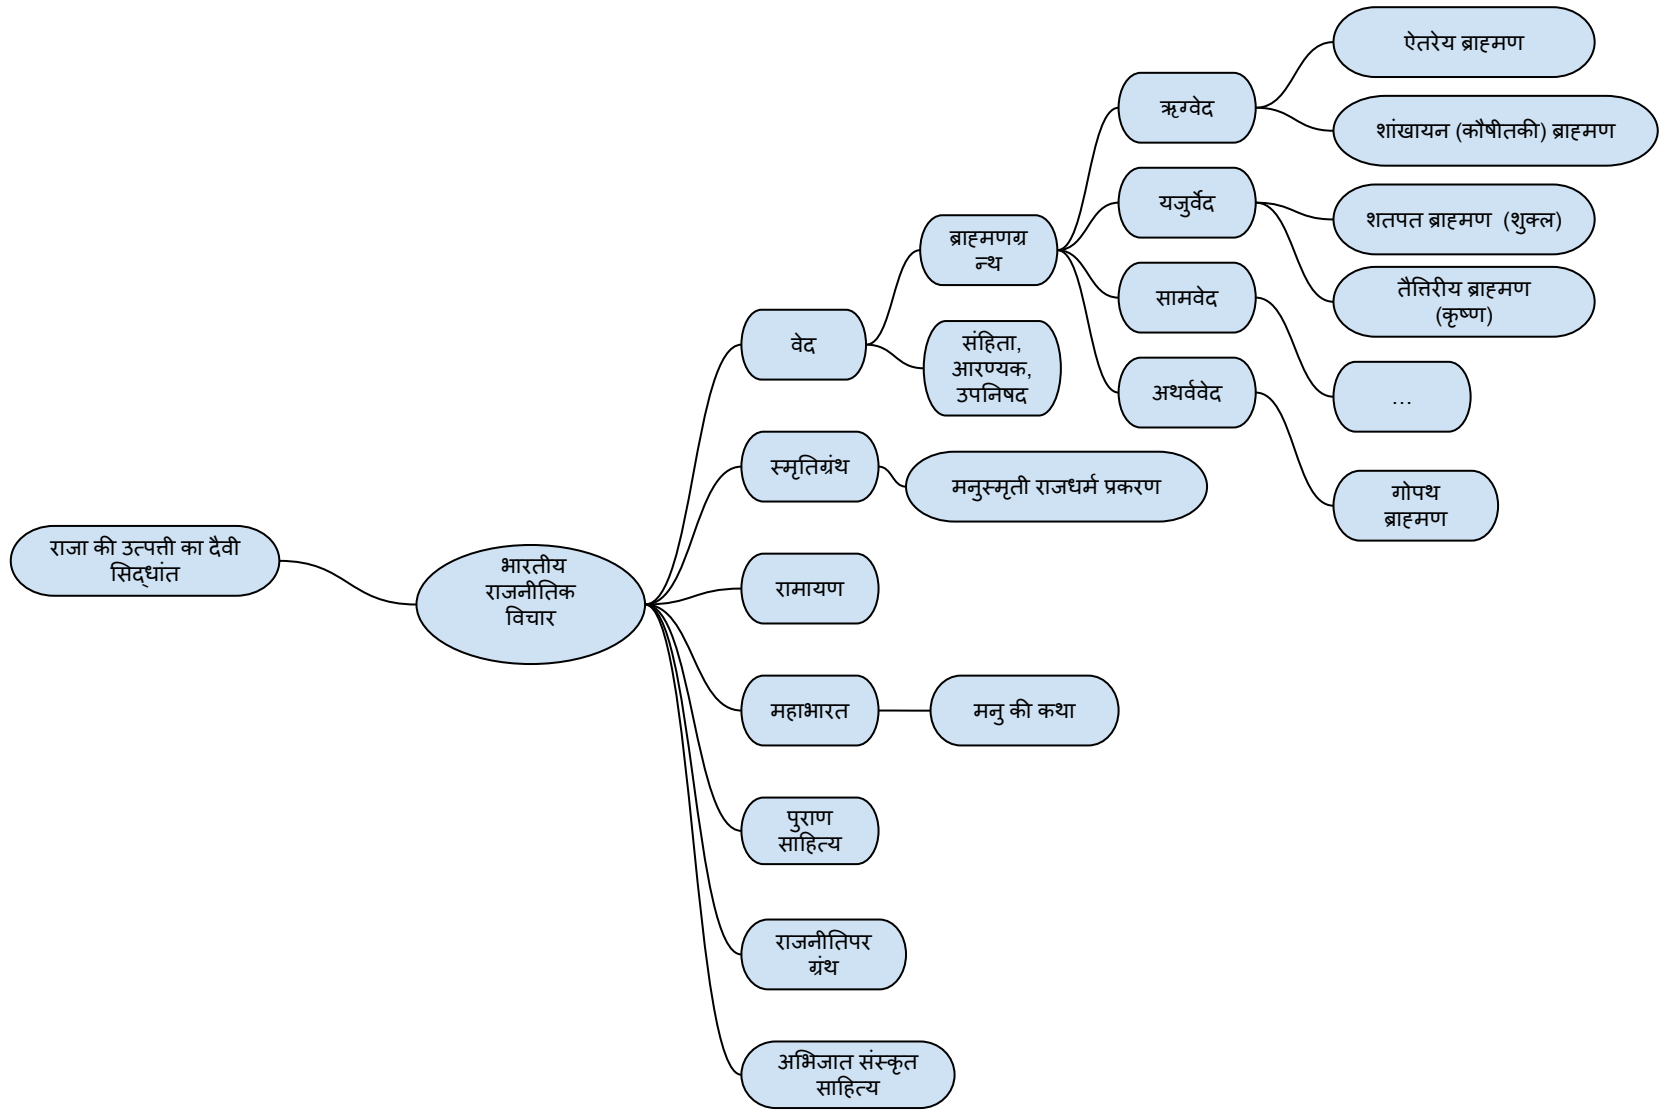 ऐतरेय ब्राह्मण
ऋग्वेद
शांखायन (कौषीतकी) ब्राह्मण
यजुर्वेद
शतपत ब्राह्मण (शुक्ल)
ब्राह्मणग्र
न्थ
तैत्तिरीय ब्राह्मण
(कृष्ण)
सामवेद
वेद
संहिता,
आरण्यक,
उपनिषद
अथर्ववेद
...
स्मृतिग्रंथ
मनुस्मृती राजधर्म प्रकरण
गोपथ
ब्राह्मण
राजा की उत्पत्ती का दैवी
सिद्धांत
भारतीय
राजनीतिक
विचार
रामायण
महाभारत
मनु की कथा
पुराण
साहित्य
राजनीतिपर
ग्रंथ
अभिजात संस्कृत
साहित्य